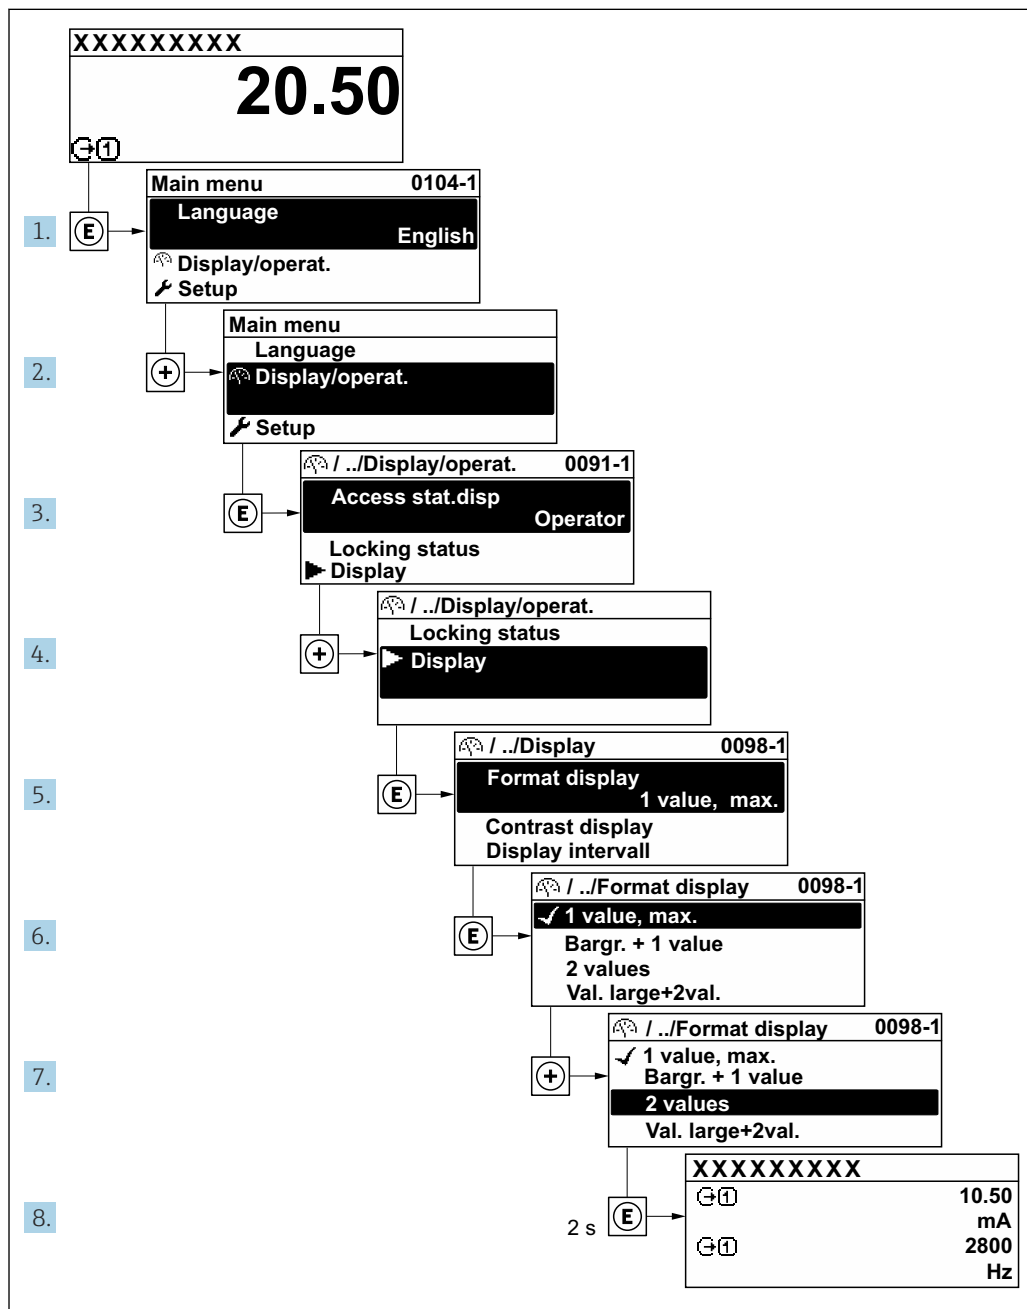 XXXXXXXXX
20.50
1
Main menu 0104-1
1. E Language
English
Display/operat.
Setup
Main menu
Language
2. + Display/operat.
Setup
/ ../Display/operat. 0091-1
3. E Access stat.disp
Operator
Locking status
Display
/ ../Display/operat.
Locking status
4. + Display
/ ../Display 0098-1
5. E Format display
1 value, max.
Contrast display
Display intervall
/ ../Format display 0098-1
6. E 1 value, max.
Bargr. + 1 value
2 values
Val. large+2val.
/ ../Format display 0098-1
1 value, max.
7. + Bargr. + 1 value
2 values
Val. large+2val.
XXXXXXXXX
1 10.50
8. 2 s E mA
1 2800
Hz